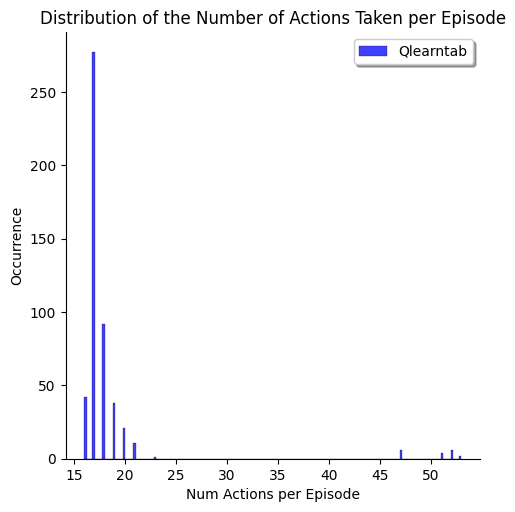 Distribution of the Number of Actions Taken per Episode
Qlearntab
250
200
150
100
50
0
Occurrence
15 20 25 30 35 40 45 50
Num Actions per Episode